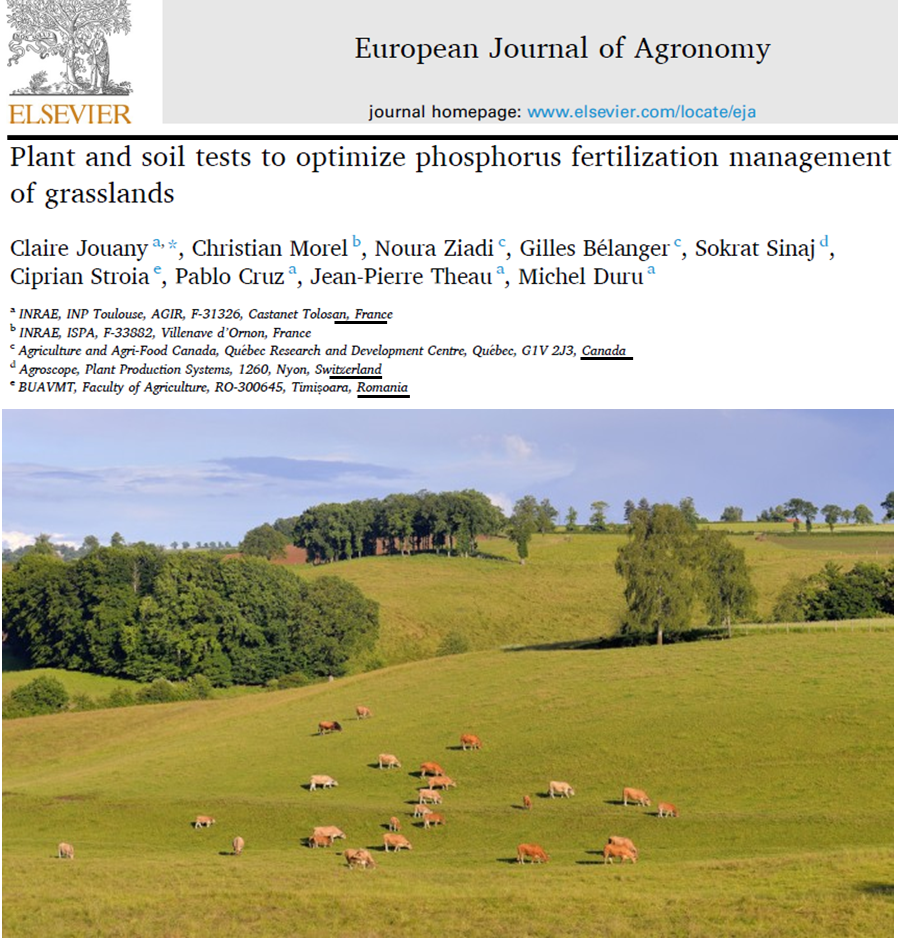 ELSEVIER
European Journal of Agronomy
journal homepage: www.elsevier.com/locate/eja
Plant and soil tests to optimize phosphorus fertilization management
of grasslands
Claire Jouany a,*, Christian Morel b, Noura Ziadi c, Gilles Bélanger c, Sokrat Sinaj d,
Ciprian Stroia e, Pablo Cruz a, Jean-Pierre Theau a, Michel Duru a
a INRAE, INP Toulouse, AGIR, F-31326, Castanet Tolosan, France
b INRAE, ISPA, F-33882, Villenave d'Ornon, France
c Agriculture and Agri-Food Canada, Québec Research and Development Centre, Québec, G1V 2J3, Canada
d Agroscope, Plant Production Systems, 1260, Nyon, Switzerland
e BUAVMT, Faculty of Agriculture, RO-300645, Timișoara, Romania